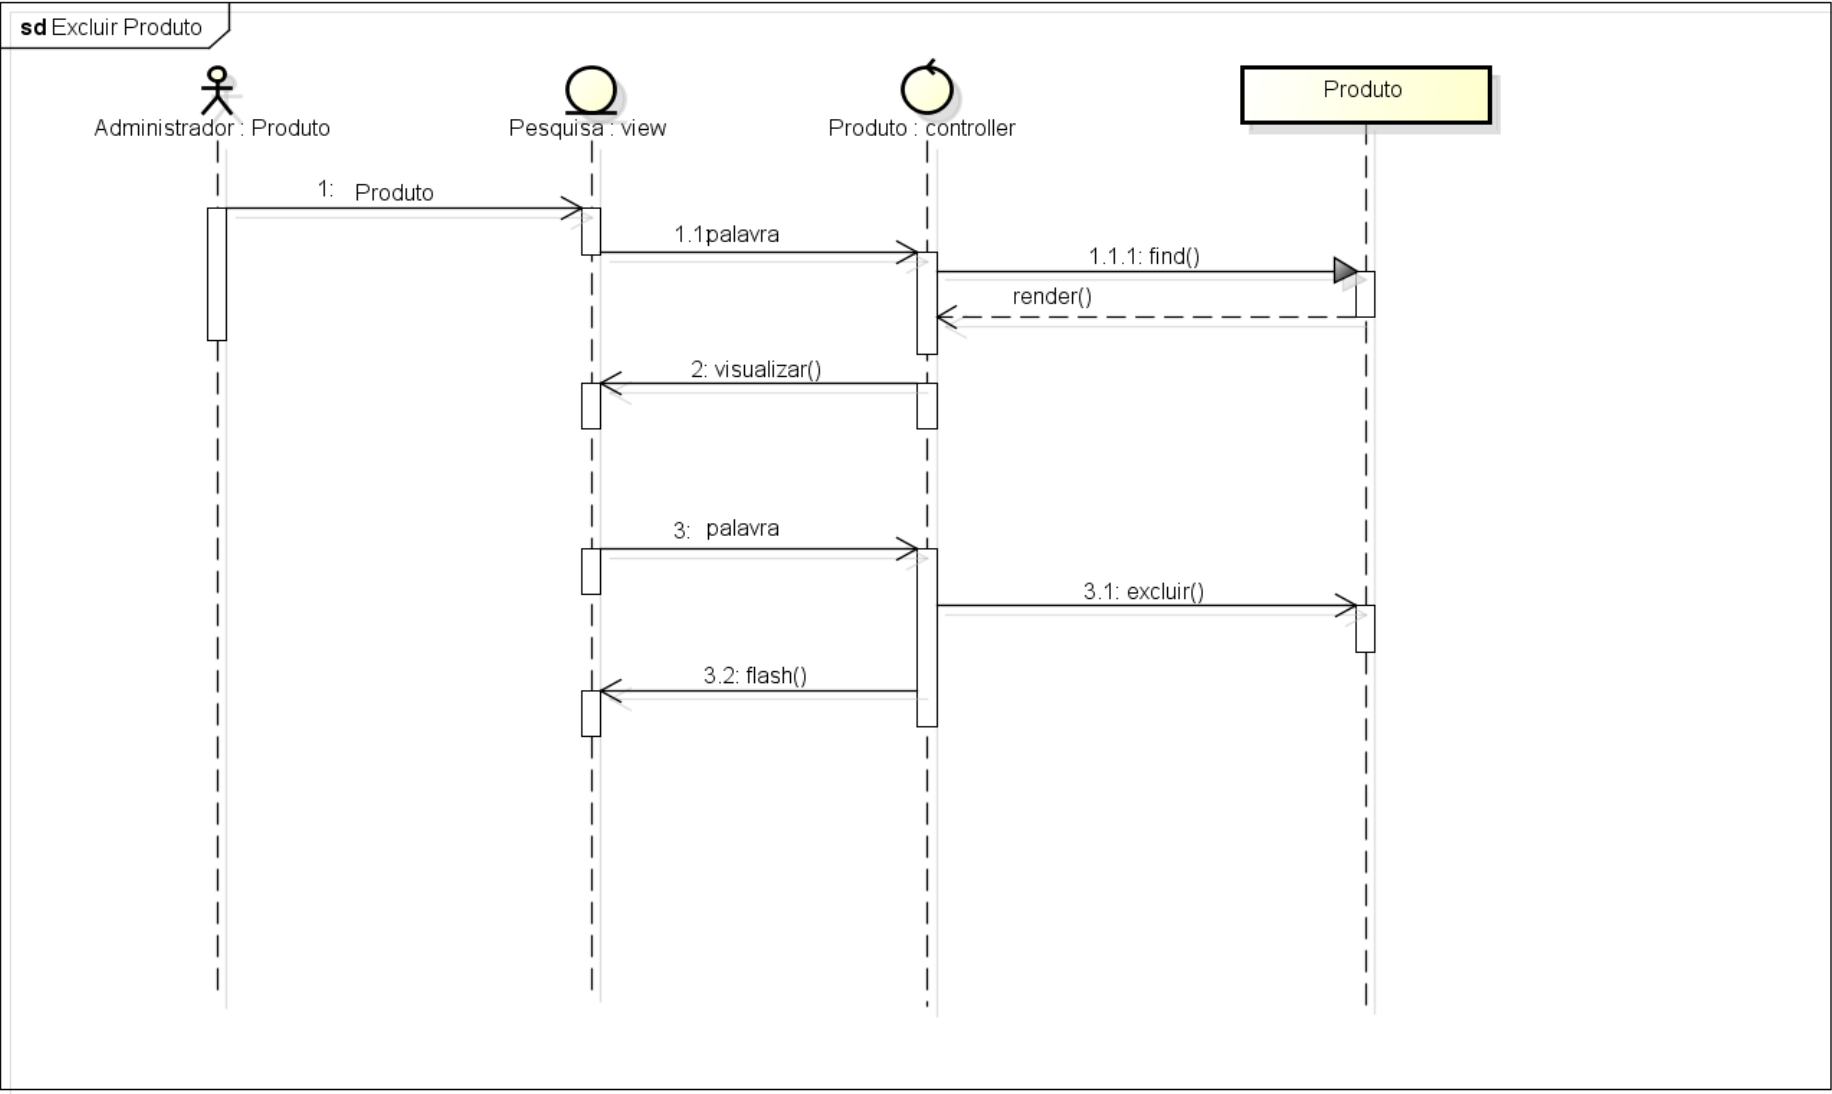 sd Excluir Produto
Administrador : Produto
Pesquisa : view
Produto : controller
Produto
1: Produto
1.1palavra
1.1.1: find()
render()
2: visualizar()
3: palavra
3.1: excluir()
3.2: flash()